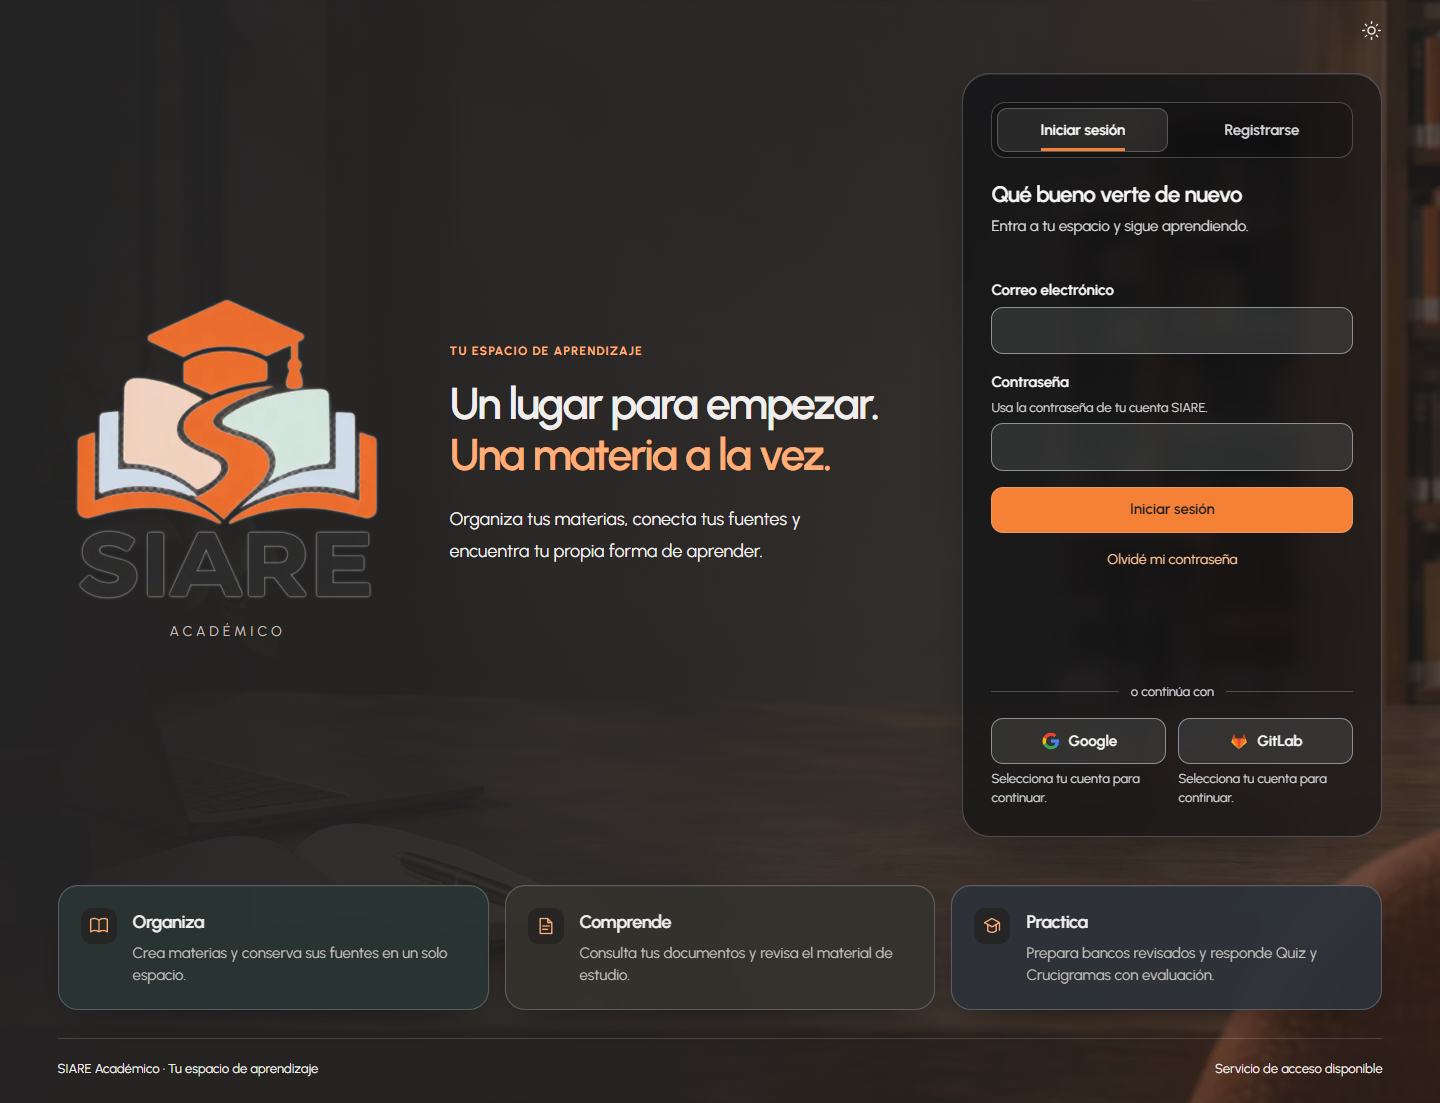 Iniciar sesión
Registrarse
Qué bueno verte de nuevo
Entra a tu espacio y sigue aprendiendo.
Correo electrónico
Contraseña
Usa la contraseña de tu cuenta SIARE.
Iniciar sesión
Olvidé mi contraseña
o continúa con
Google
GitLab
Selecciona tu cuenta para
continuar.
Selecciona tu cuenta para
continuar.
SIARE
ACADÉMICO
TU ESPACIO DE APRENDIZAJE
Un lugar para empezar.
Una materia a la vez.
Organiza tus materias, conecta tus fuentes y
encuentra tu propia forma de aprender.
Organiza
Crea materias y conserva sus fuentes en un solo
espacio.
Comprende
Consulta tus documentos y revisa el material de
estudio.
Practica
Prepara bancos revisados y responde Quiz y
Crucigramas con evaluación.
SIARE Académico · Tu espacio de aprendizaje
Servicio de acceso disponible